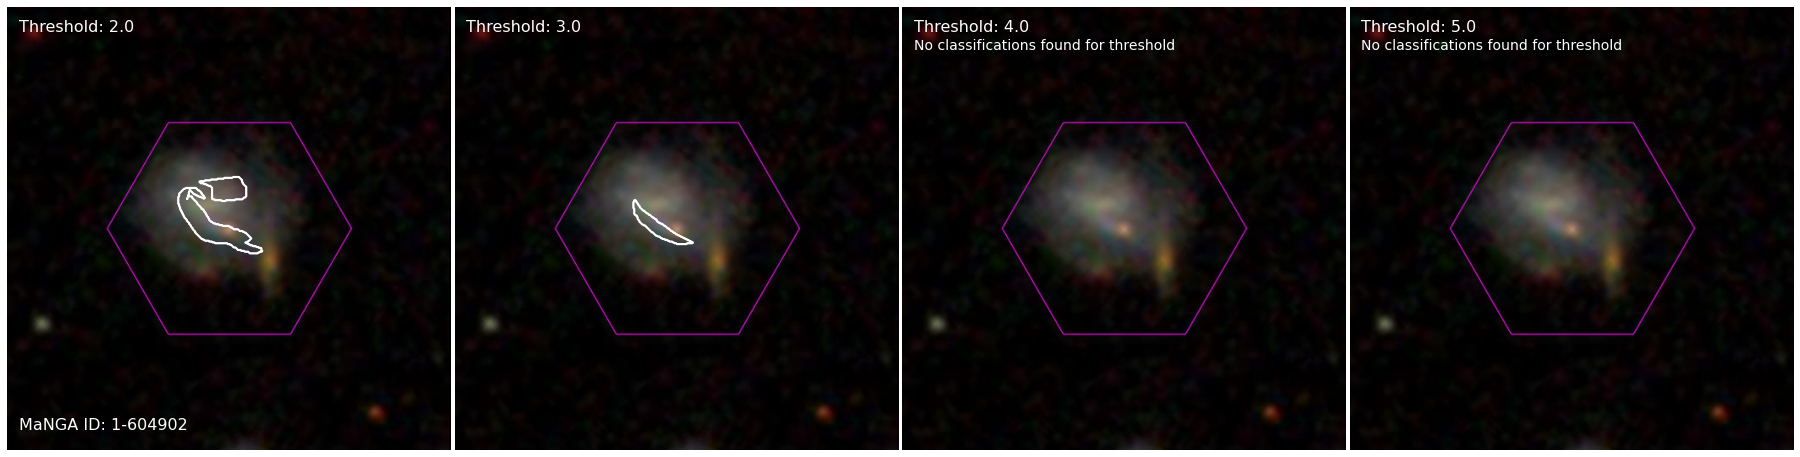 Threshold: 2.0
MaNGA ID: 1-604902
Threshold: 3.0
Threshold: 4.0
No classifications found for threshold
Threshold: 5.0
No classifications found for threshold